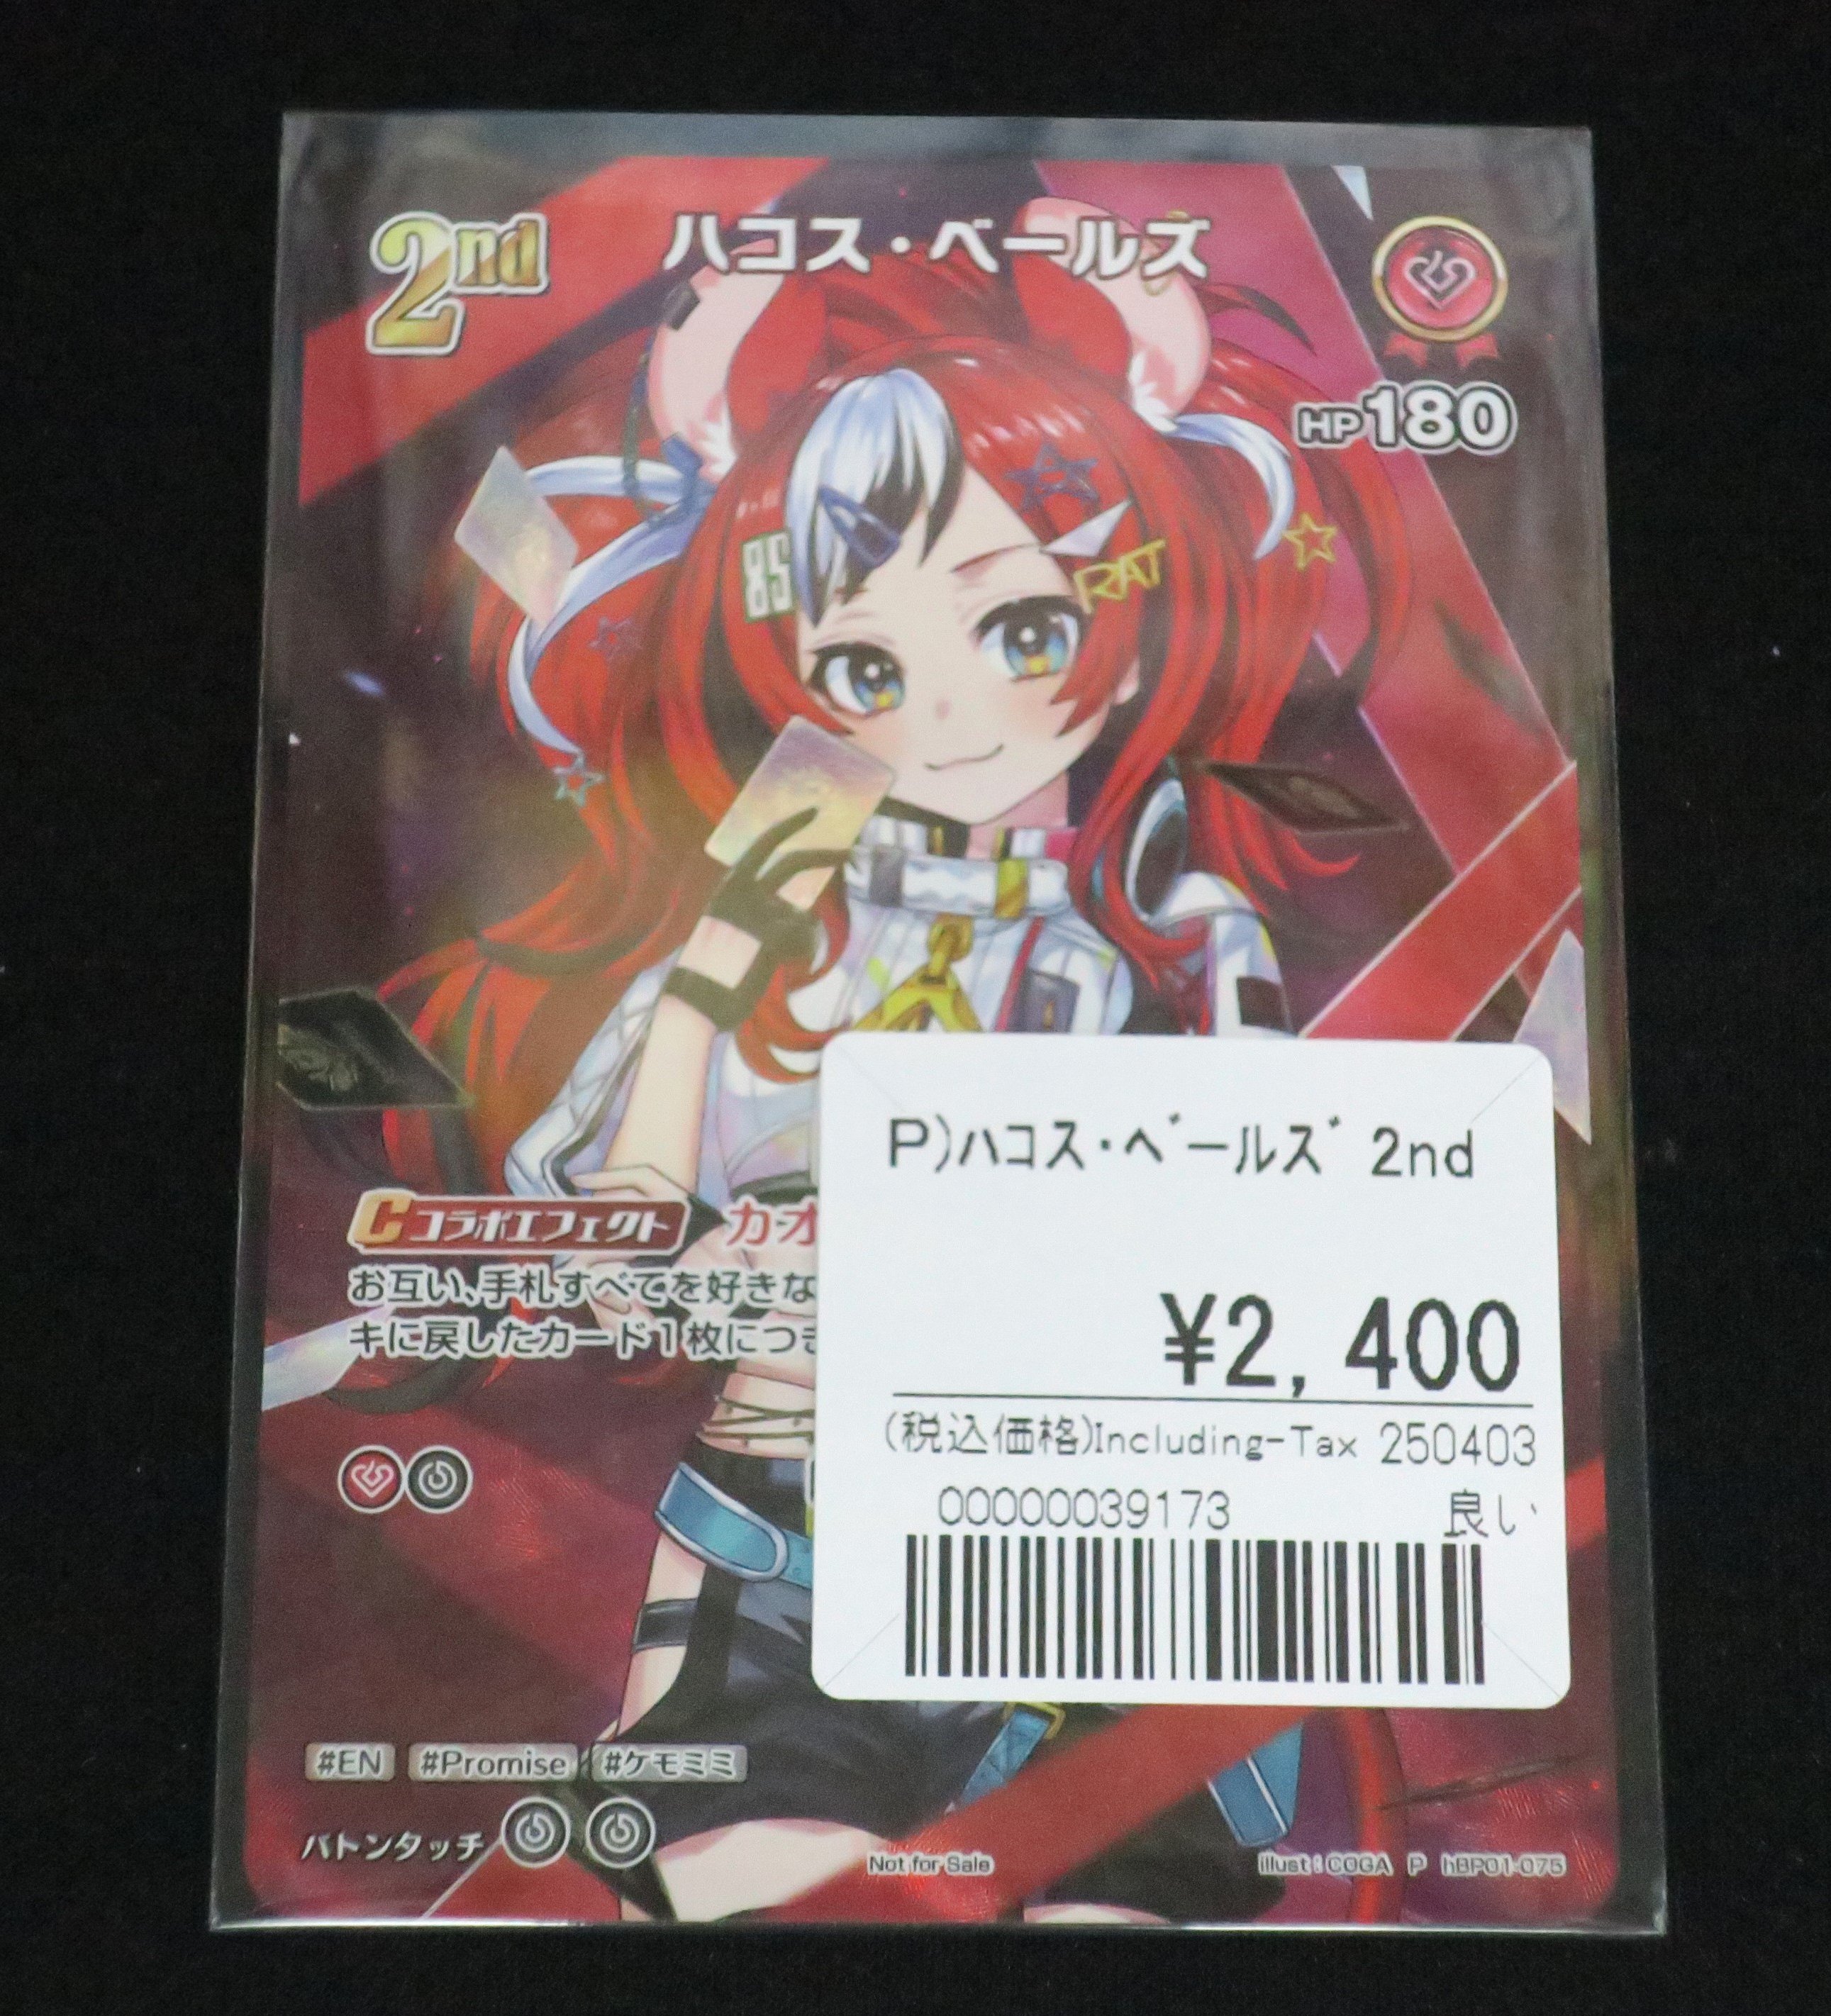 2nd
ハコス・ベールズ
HP180
85
RAT
Cコラボエフェクト カオ
お互い、手札すべてを好きな
キに戻したカード1枚につき
P)ﾊｺｽ・ﾍﾞｰﾙｽﾞ 2nd
¥2,400
(税込価格)Including-Tax 250403
00000039173 良い
#EN #Promise #ケモミミ
バトンタッチ
Not for Sale
illust:COGA P hBP01-075